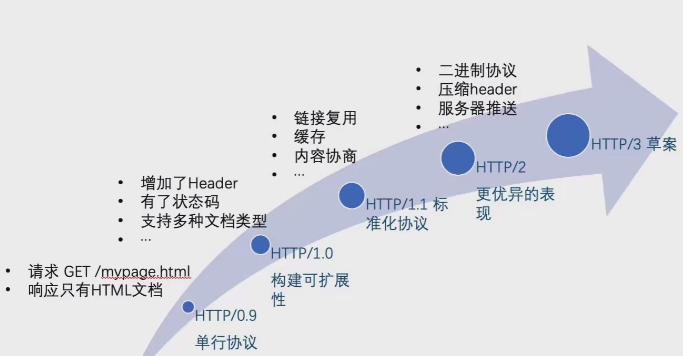 • 二进制协议
• 压缩header
• 服务器推送
• ...
• 链接复用
• 缓存
• 内容协商
• ...
HTTP/3 草案
HTTP/2
更优异的表
现
• 增加了Header
• 有了状态码
• 支持多种文档类型
• ...
HTTP/1.1 标
准化协议
HTTP/1.0
构建可扩展
性
• 请求 GET /mypage.html
• 响应只有HTML文档
HTTP/0.9
单行协议